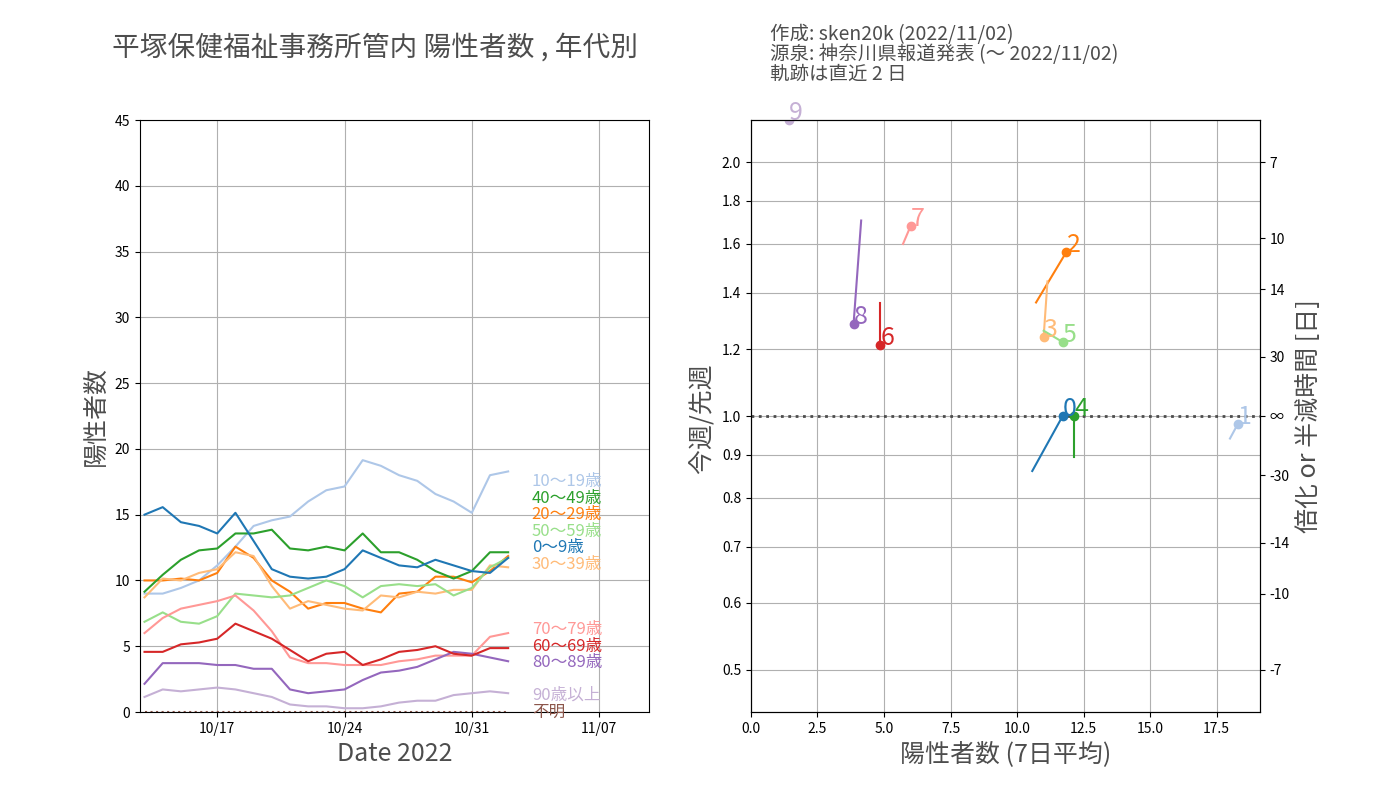 平塚保健福祉事務所管内 陽性者数 , 年代別
作成: sken20k (2022/11/02)
源泉: 神奈川県報道発表 (〜 2022/11/02)
軌跡は直近 2 日
陽性者数
45
40
35
30
25
20
15
10
5
0
10/17
10/24
10/31
11/07
Date 2022
10〜19歳
40〜49歳
20〜29歳
50〜59歳
0〜9歳
30〜39歳
70〜79歳
60〜69歳
80〜89歳
90歳以上
不明
今週/先週
2.0
1.8
1.6
1.4
1.2
1.0
0.9
0.8
0.7
0.6
0.5
0.0
2.5
5.0
7.5
10.0
12.5
15.0
17.5
陽性者数 (7日平均)
9
7
2
8
6
3
5
0
4
1
7
10
14
30
∞
-30
-14
-10
-7
倍化 or 半減時間 [日]